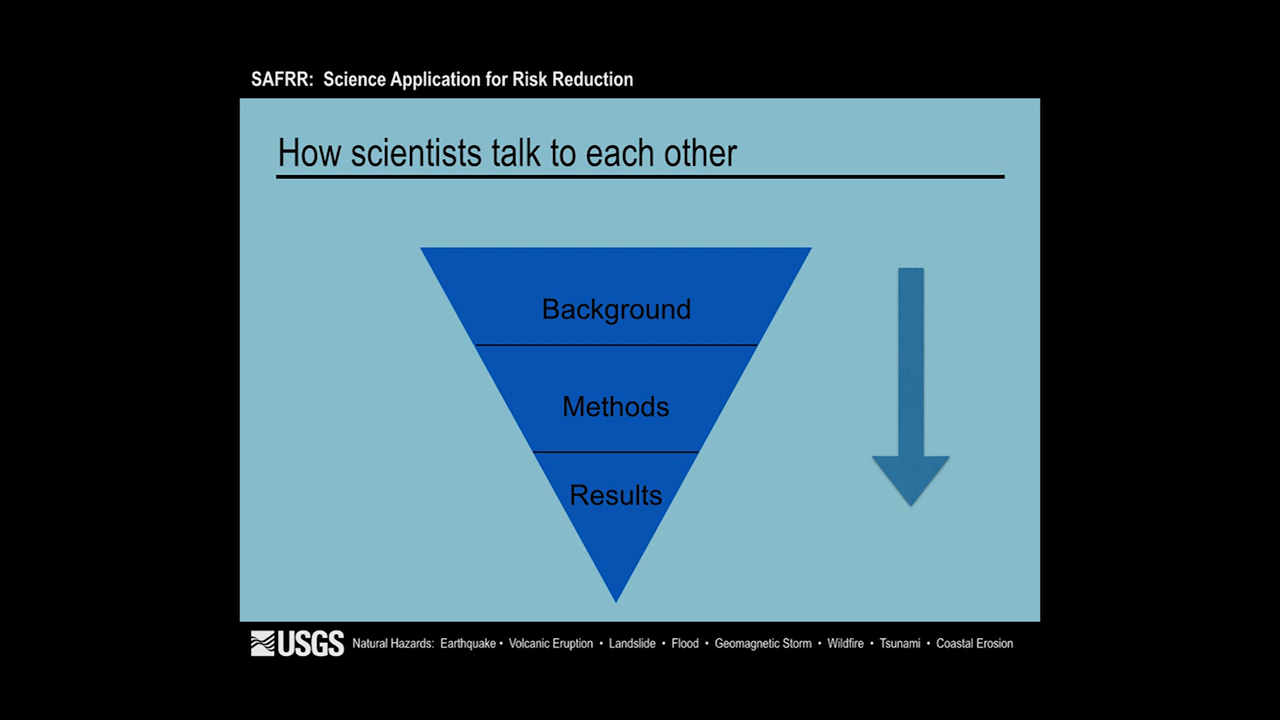 SAFRR: Science Application for Risk Reduction
How scientists talk to each other
Background
Methods
Results
USGS Natural Hazards: Earthquake • Volcanic Eruption • Landslide • Flood • Geomagnetic Storm • Wildfire • Tsunami • Coastal Erosion